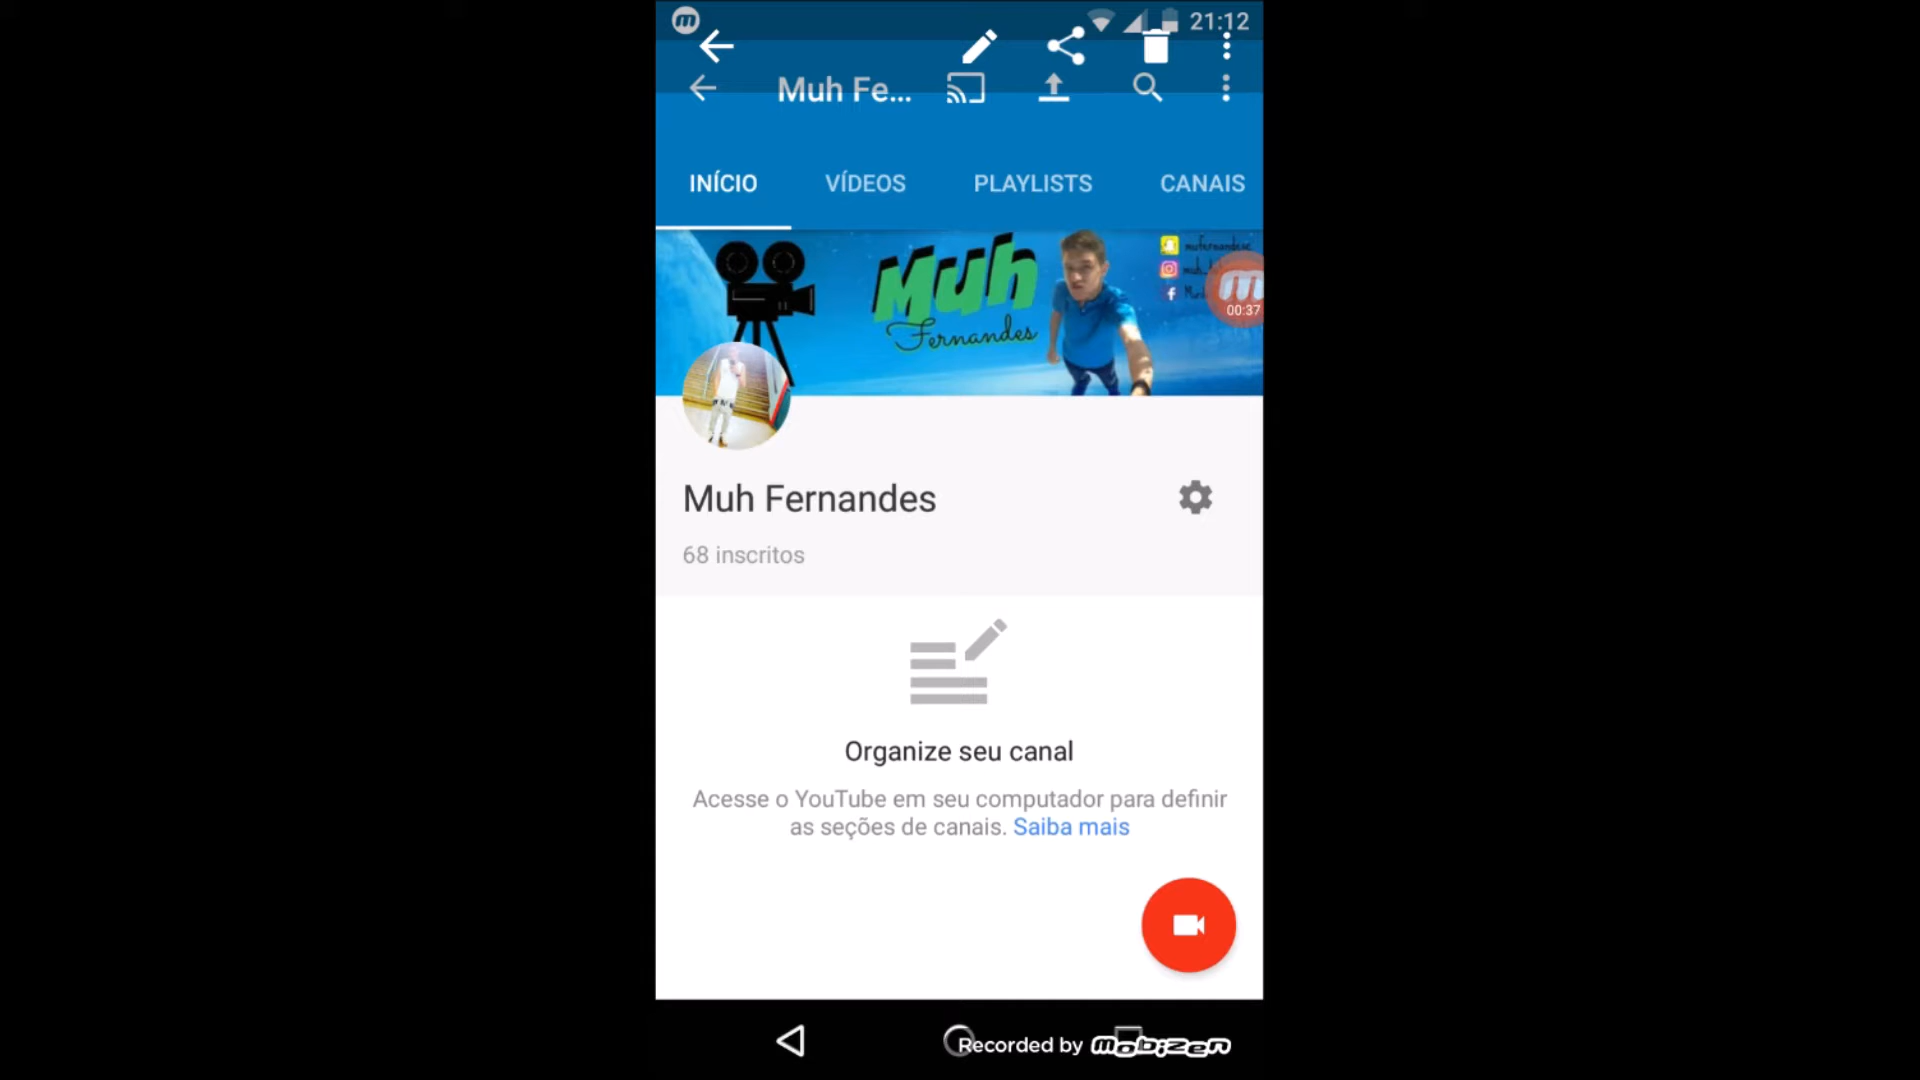 21:12
Muh Fe...
INÍCIO VÍDEOS PLAYLISTS CANAIS
Muh
Fernandes
00:37
Muh Fernandes
68 inscritos
Organize seu canal
Acesse o YouTube em seu computador para definir
as seções de canais. Saiba mais
Recorded by mobizen